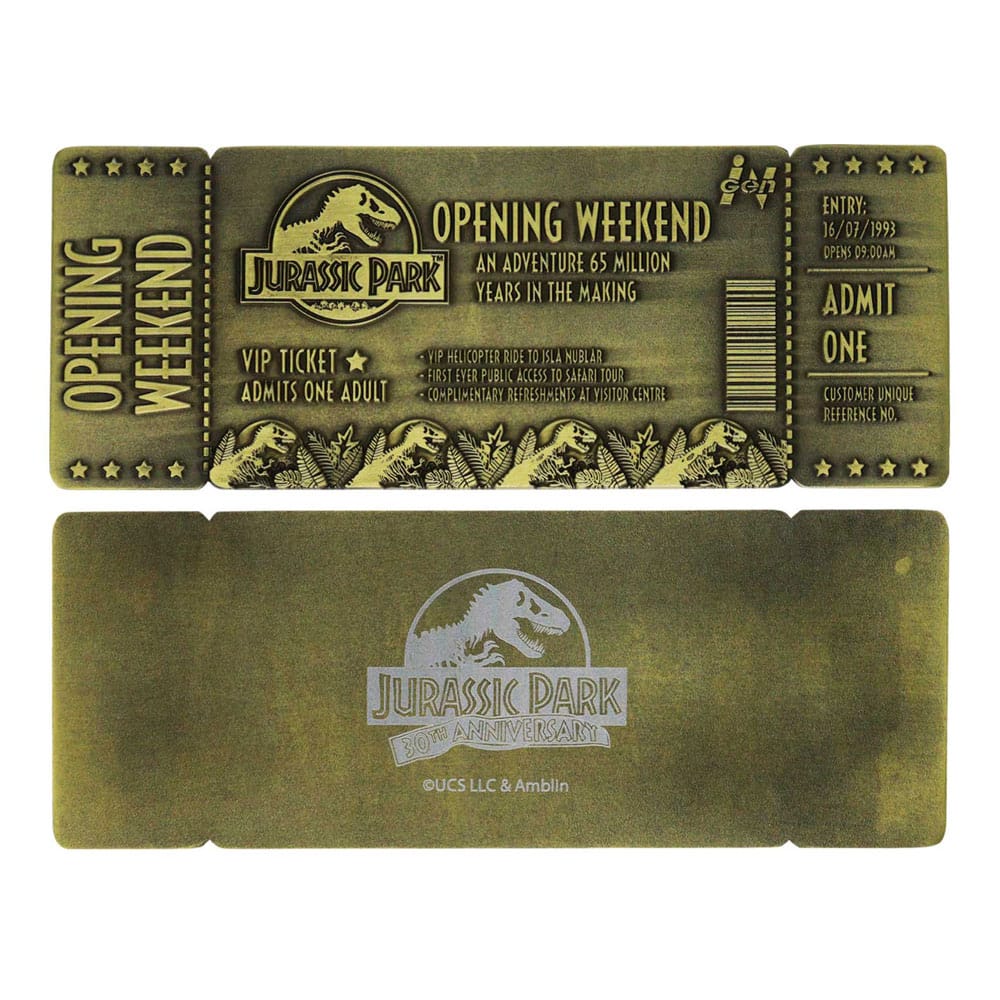 OPENING
WEEKEND
JURASSIC PARK™
OPENING WEEKEND
AN ADVENTURE 65 MILLION
YEARS IN THE MAKING
InGen
VIP TICKET ★
ADMITS ONE ADULT
• VIP HELICOPTER RIDE TO ISLA NUBLAR
• FIRST EVER PUBLIC ACCESS TO SAFARI TOUR
• COMPLIMENTARY REFRESHMENTS AT VISITOR CENTRE
ENTRY:
16/07/1993
OPENS 09.00AM
ADMIT
ONE
CUSTOMER UNIQUE
REFERENCE NO.
JURASSIC PARK
30TH ANNIVERSARY
©UCS LLC & Amblin